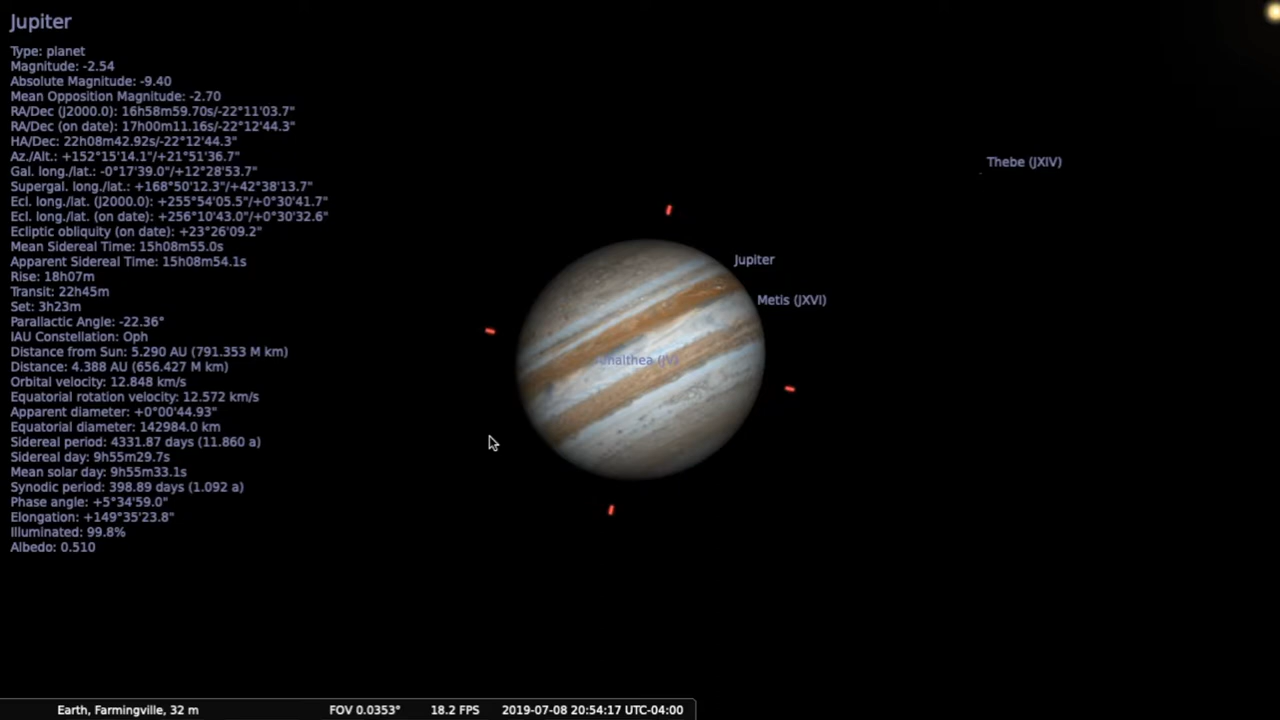 Jupiter
Type: planet
Magnitude: -2.54
Absolute Magnitude: -9.40
Mean Opposition Magnitude: -2.70
RA/Dec (J2000.0): 16h58m59.70s/-22°11'03.7"
RA/Dec (on date): 17h00m11.16s/-22°12'44.3"
HA/Dec: 22h08m42.92s/-22°12'44.3"
Az./Alt.: +152°15'14.1"/+21°51'36.7"
Gal. long./lat.: -0°17'39.0"/+12°28'53.7"
Supergal. long./lat.: +168°50'12.3"/+42°38'13.7"
Ecl. long./lat. (J2000.0): +255°54'05.5"/+0°30'41.7"
Ecl. long./lat. (on date): +256°10'43.0"/+0°30'32.6"
Ecliptic obliquity (on date): +23°26'09.2"
Mean Sidereal Time: 15h08m55.0s
Apparent Sidereal Time: 15h08m54.1s
Rise: 18h07m
Transit: 22h45m
Set: 3h23m
Parallactic Angle: -22.36°
IAU Constellation: Oph
Distance from Sun: 5.290 AU (791.353 M km)
Distance: 4.388 AU (656.427 M km)
Orbital velocity: 12.848 km/s
Equatorial rotation velocity: 12.572 km/s
Apparent diameter: +0°00'44.93"
Equatorial diameter: 142984.0 km
Sidereal period: 4331.87 days (11.860 a)
Sidereal day: 9h55m29.7s
Mean solar day: 9h55m33.1s
Synodic period: 398.89 days (1.092 a)
Phase angle: +5°34'59.0"
Elongation: +149°35'23.8"
Illuminated: 99.8%
Albedo: 0.510
Thebe (JXIV)
Jupiter
Metis (JXVI)
(JV)
Earth, Farmingville, 32 m FOV 0.0353° 18.2 FPS 2019-07-08 20:54:17 UTC-04:00